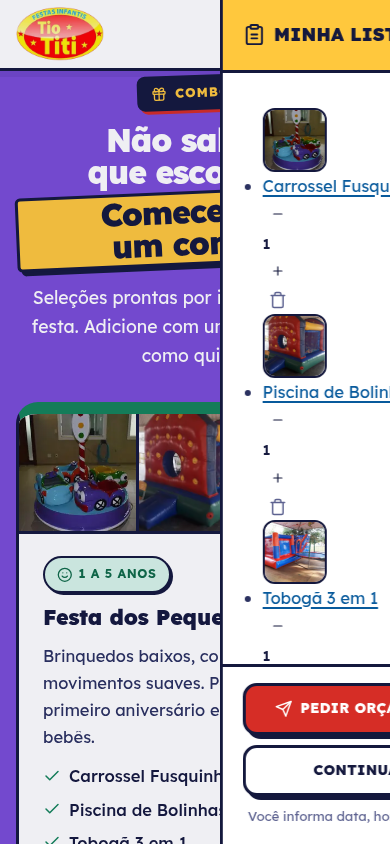 FESTAS INFANTIS
Tio
Titi
MINHA LIST
COMB
Não sa
que esco
Comece
um con
Seleções prontas por i
festa. Adicione com u
como qui
1 A 5 ANOS
Festa dos Peque
Brinquedos baixos, co
movimentos suaves. P
primeiro aniversário e
bebês.
Carrossel Fusquinh
Piscina de Bolinhas
Tobogã 3 em 1
Carrossel Fusqu
1
Piscina de Bolin
1
Tobogã 3 em 1
1
PEDIR ORÇA
CONTINUA
Você informa data, ho